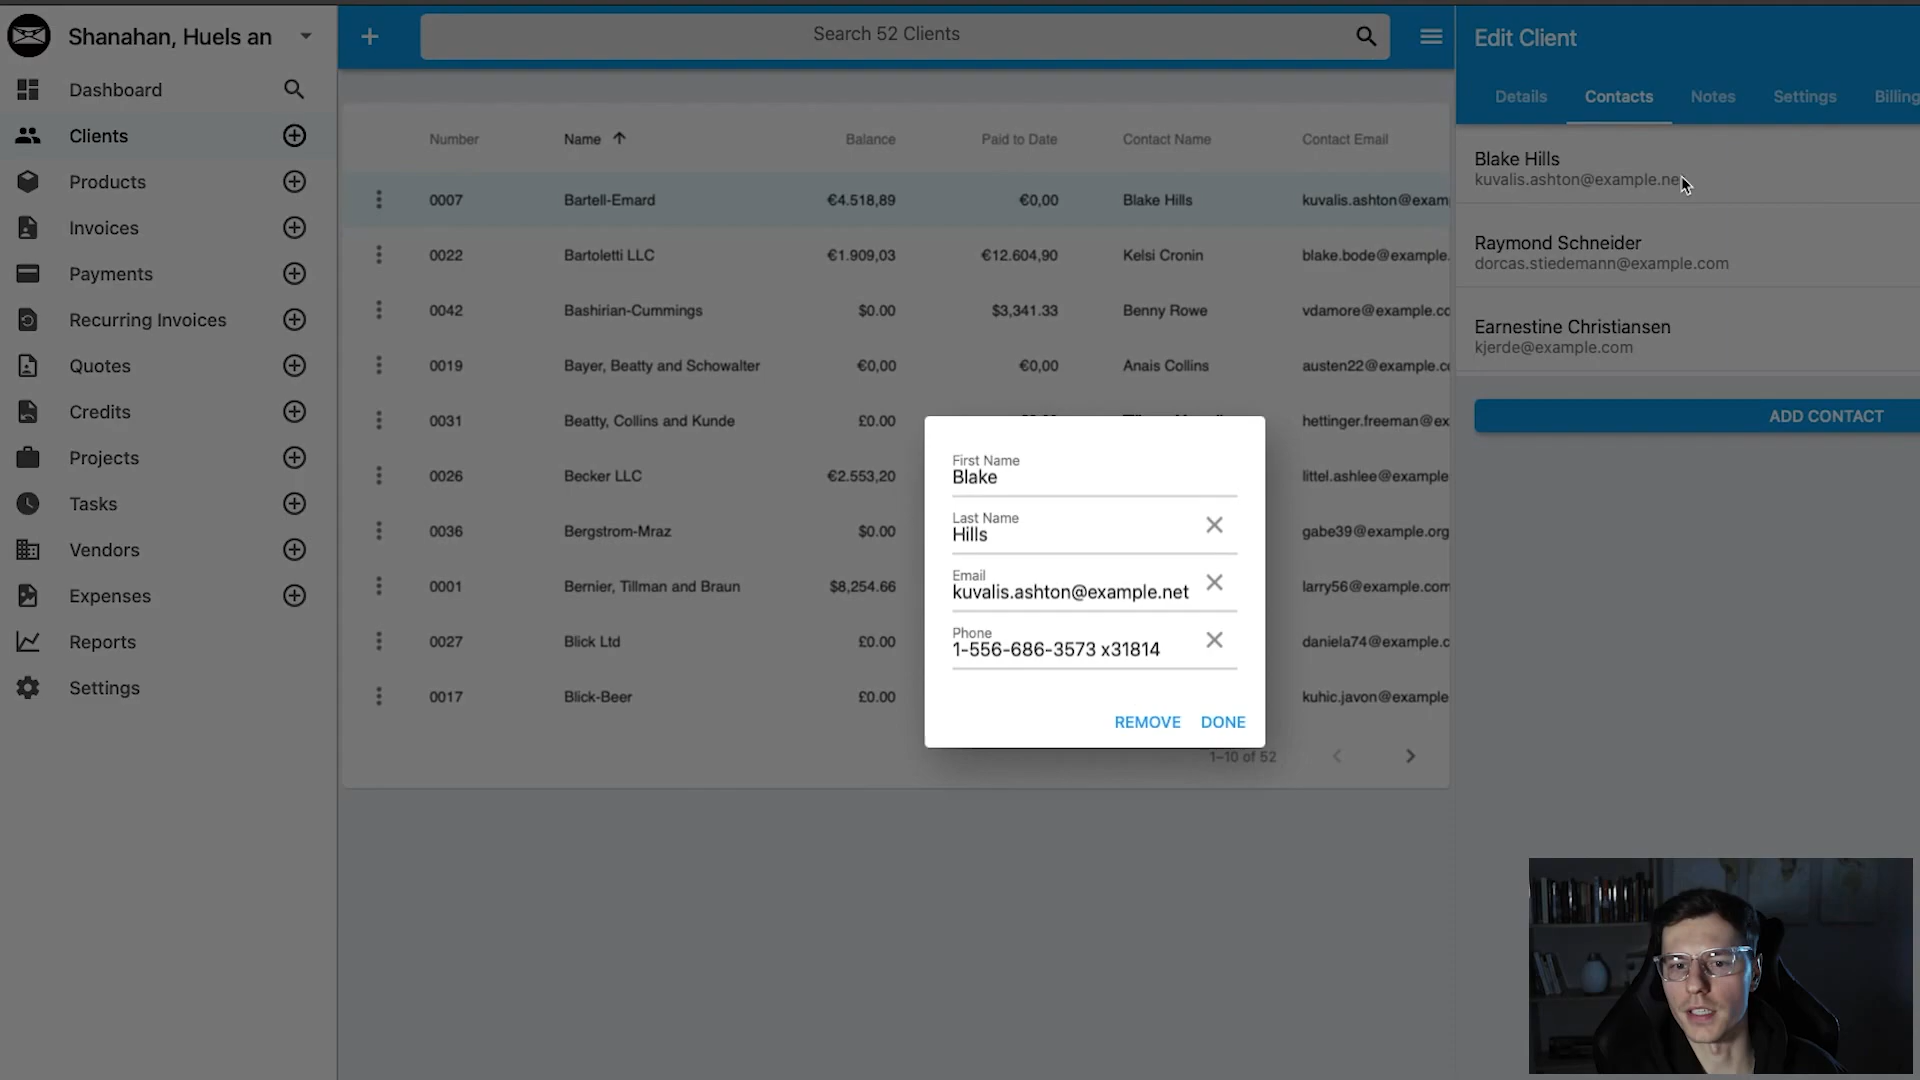 Shanahan, Huels an
Dashboard
Clients
Products
Invoices
Payments
Recurring Invoices
Quotes
Credits
Projects
Tasks
Vendors
Expenses
Reports
Settings
Search 52 Clients
Number Name Balance Paid to Date Contact Name Contact Email
0007 Bartell-Emard €4.518,89 €0,00 Blake Hills kuvalis.ashton@exam
0022 Bartoletti LLC €1.909,03 €12.604,90 Kelsi Cronin blake.bode@example.
0042 Bashirian-Cummings $0.00 $3,341.33 Benny Rowe vdamore@example.cc
0019 Bayer, Beatty and Schowalter €0,00 €0,00 Anais Collins austen22@example.c
0031 Beatty, Collins and Kunde £0.00 hettinger.freeman@ex
0026 Becker LLC €2.553,20 littel.ashlee@example
0036 Bergstrom-Mraz $0.00 gabe39@example.org
0001 Bernier, Tillman and Braun $8,254.66 larry56@example.com
0027 Blick Ltd £0.00 daniela74@example.c
0017 Blick-Beer £0.00 kuhic.javon@example
1–10 of 52
First Name
Blake
Last Name
Hills
Email
kuvalis.ashton@example.net
Phone
1-556-686-3573 x31814
REMOVE DONE
Edit Client
Details Contacts Notes Settings Billing
Blake Hills
kuvalis.ashton@example.ne
Raymond Schneider
dorcas.stiedemann@example.com
Earnestine Christiansen
kjerde@example.com
ADD CONTACT